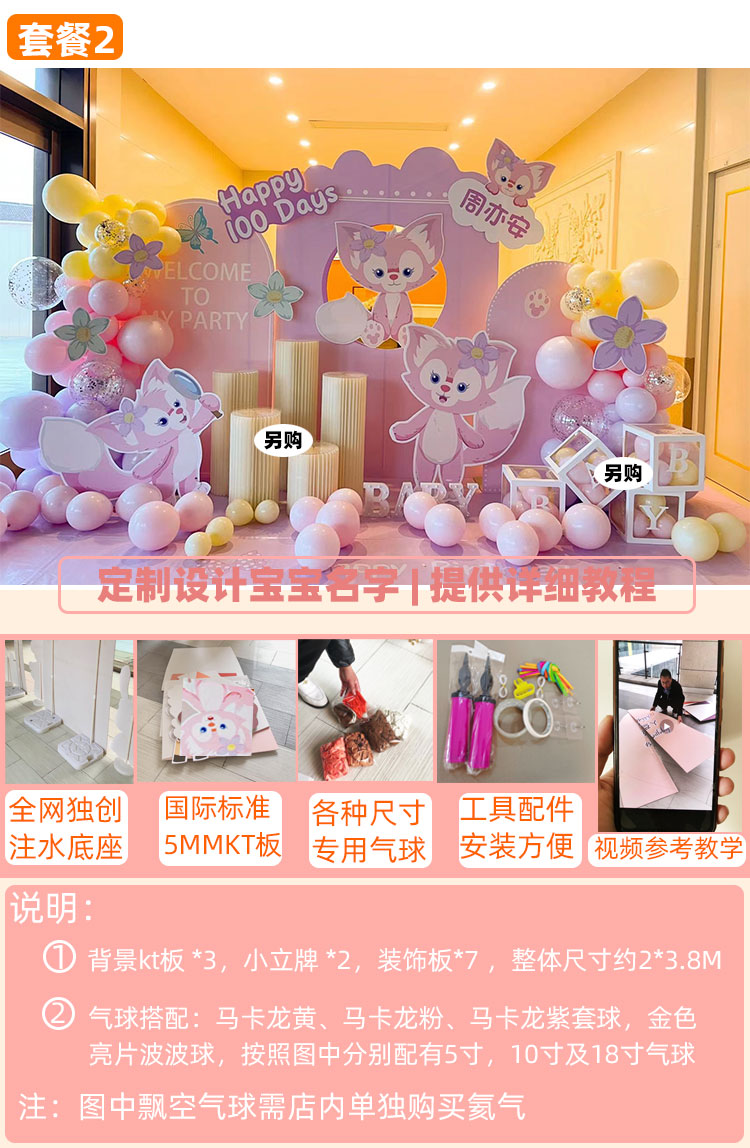 套餐2
Happy
100 Days
周亦安
WELCOME
TO
MY PARTY
另购
另购
BABY
B
B
Y
定制设计宝宝名字 | 提供详细教程
全网独创
注水底座
国际标准
5MMKT板
各种尺寸
专用气球
工具配件
安装方便
视频参考教学
说明：
① 背景kt板 *3，小立牌 *2，装饰板*7 ，整体尺寸约2*3.8M
② 气球搭配：马卡龙黄、马卡龙粉、马卡龙紫套球，金色
亮片波波球，按照图中分别配有5寸，10寸及18寸气球
注：图中飘空气球需店内单独购买氦气